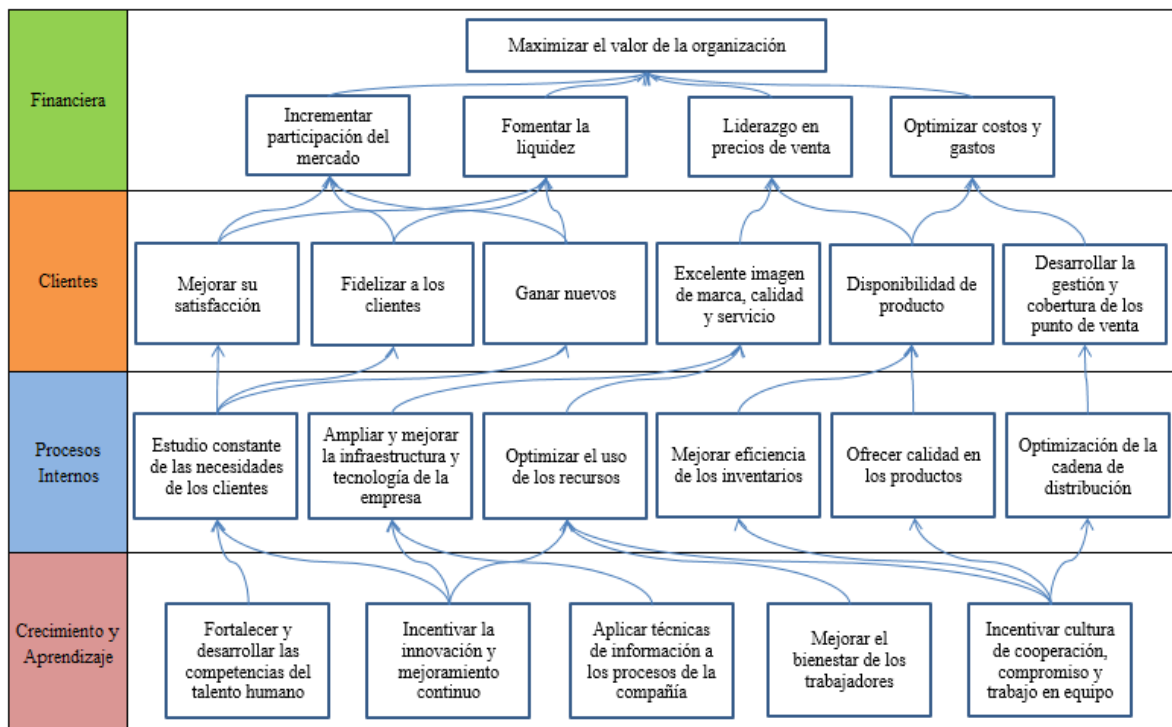 Financiera
Maximizar el valor de la organización
Incrementar
participación del
mercado
Fomentar la
liquidez
Liderazgo en
precios de venta
Optimizar costos y
gastos
Clientes
Mejorar su
satisfacción
Fidelizar a los
clientes
Ganar nuevos
Excelente imagen
de marca, calidad
y servicio
Disponibilidad de
producto
Desarrollar la
gestión y
cobertura de los
punto de venta
Procesos
Internos
Estudio constante
de las necesidades
de los clientes
Ampliar y mejorar
la infraestructura y
tecnología de la
empresa
Optimizar el uso
de los recursos
Mejorar eficiencia
de los inventarios
Ofrecer calidad en
los productos
Optimización de la
cadena de
distribución
Crecimiento y
Aprendizaje
Fortalecer y
desarrollar las
competencias del
talento humano
Incentivar la
innovación y
mejoramiento
continuo
Aplicar técnicas
de información a
los procesos de la
compañía
Mejorar el
bienestar de los
trabajadores
Incentivar cultura
de cooperación,
compromiso y
trabajo en equipo